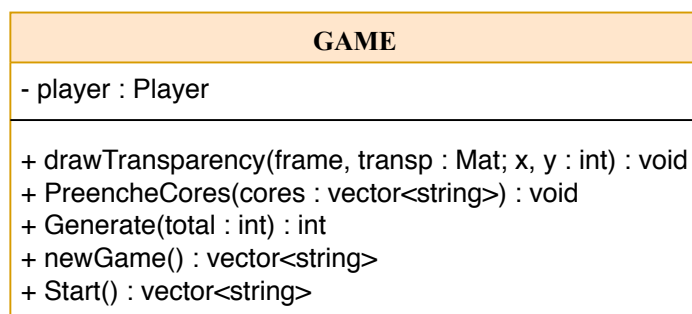 GAME
- player : Player
+ drawTransparency(frame, transp : Mat; x, y : int) : void
+ PreencheCores(cores : vector<string>) : void
+ Generate(total : int) : int
+ newGame() : vector<string>
+ Start() : vector<string>